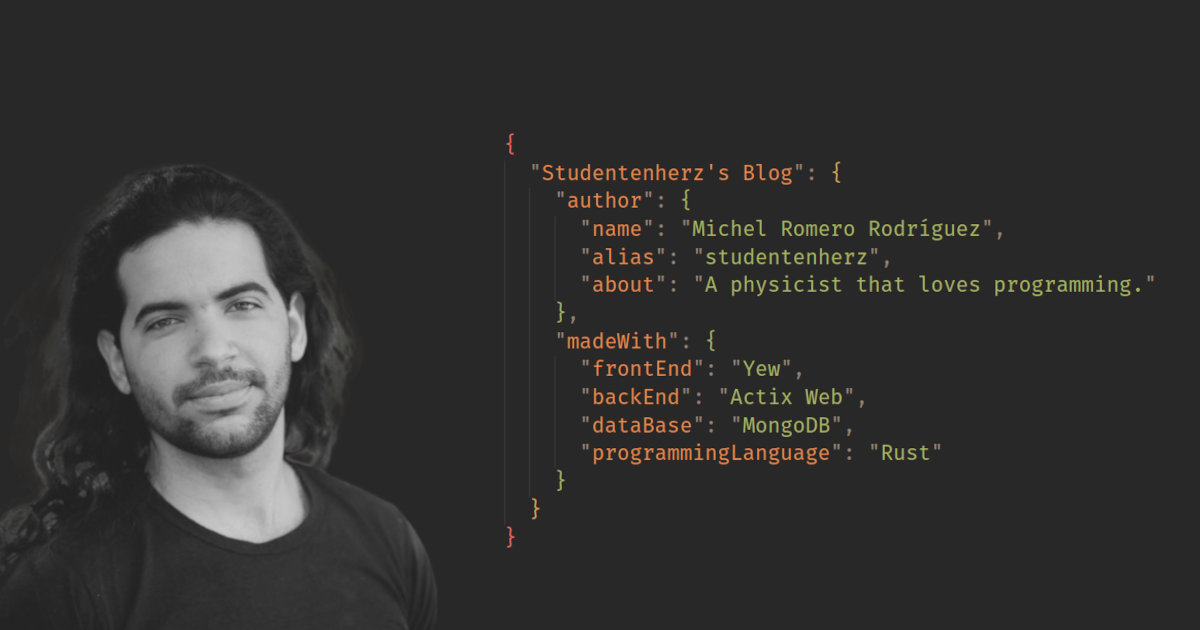 {
"Studentenherz's Blog": {
"author": {
"name": "Michel Romero Rodríguez",
"alias": "studentenherz",
"about": "A physicist that loves programming."
},
"madeWith": {
"frontEnd": "Yew",
"backEnd": "Actix Web",
"dataBase": "MongoDB",
"programmingLanguage": "Rust"
}
}
}